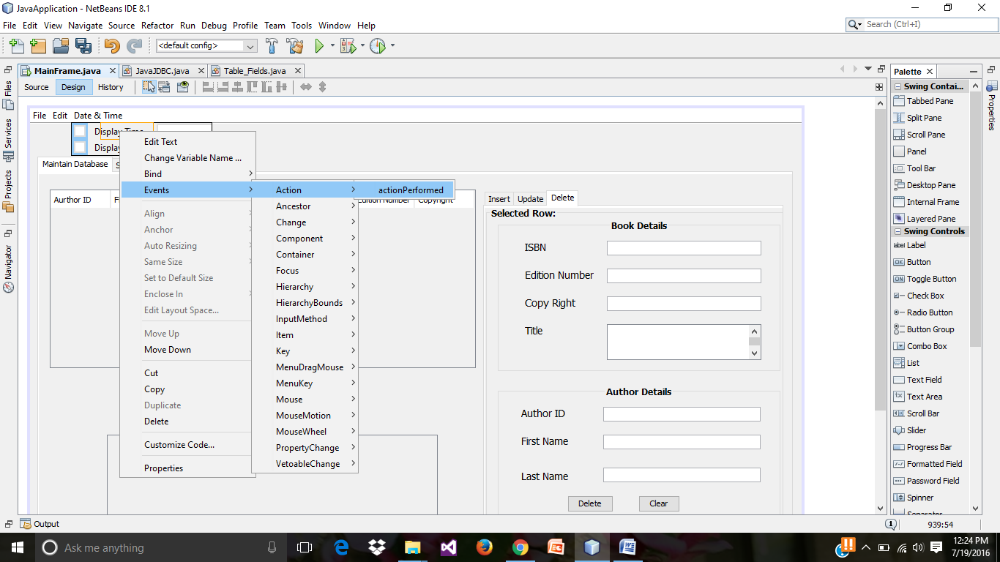 JavaApplication - NetBeans IDE 8.1
File Edit View Navigate Source Refactor Run Debug Profile Team Tools Window Help
Search (Ctrl+I)
<default config>
MainFrame.java JavaJDBC.java Table_Fields.java
Source Design History
File Edit Date & Time
Display Time
Display
Maintain Database
Aurthor ID
Edition Number Copyright
Edit Text
Change Variable Name ...
Bind
Events
Align
Anchor
Auto Resizing
Same Size
Set to Default Size
Enclose In
Edit Layout Space...
Move Up
Move Down
Cut
Copy
Duplicate
Delete
Customize Code...
Properties
Action
Ancestor
Change
Component
Container
Focus
Hierarchy
HierarchyBounds
InputMethod
Item
Key
MenuDragMouse
MenuKey
Mouse
MouseMotion
MouseWheel
PropertyChange
VetoableChange
actionPerformed
Insert Update Delete
Selected Row:
Book Details
ISBN
Edition Number
Copy Right
Title
Author Details
Author ID
First Name
Last Name
Delete Clear
Palette
Swing Contai...
Tabbed Pane
Split Pane
Scroll Pane
Panel
Tool Bar
Desktop Pane
Internal Frame
Layered Pane
Swing Controls
label Label
OK Button
ON Toggle Button
Check Box
Radio Button
Button Group
Combo Box
List
Text Field
Text Area
Scroll Bar
Slider
Progress Bar
Formatted Field
Password Field
Spinner
Separator
Files
Services
Projects
Navigator
Properties
Output
1
939:54
Ask me anything
12:24 PM
7/19/2016